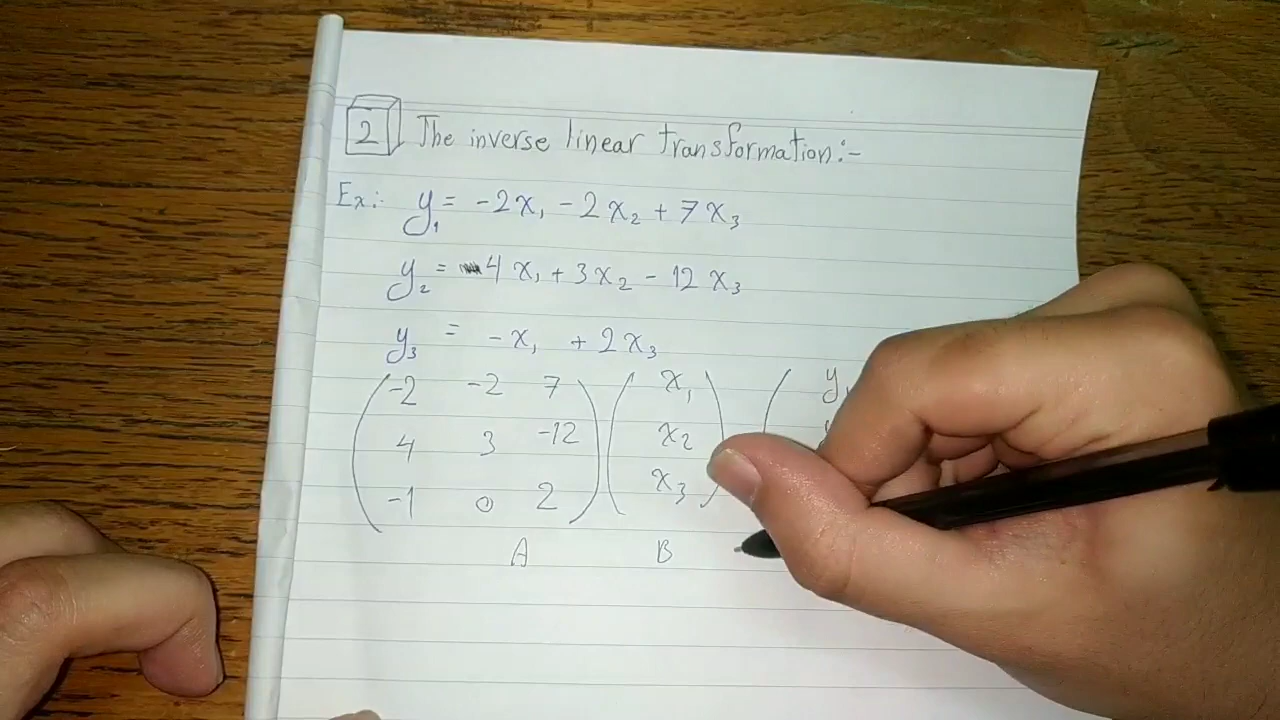 2 The inverse linear transformation:-
Ex:- y₁ = -2x₁ - 2x₂ + 7x₃
y₂ = 4x₁ + 3x₂ - 12x₃
y₃ = -x₁ + 2x₃
(-2 -2 7) (x₁) (y₁
4 3 -12 x₂
-1 0 2 x₃
A B